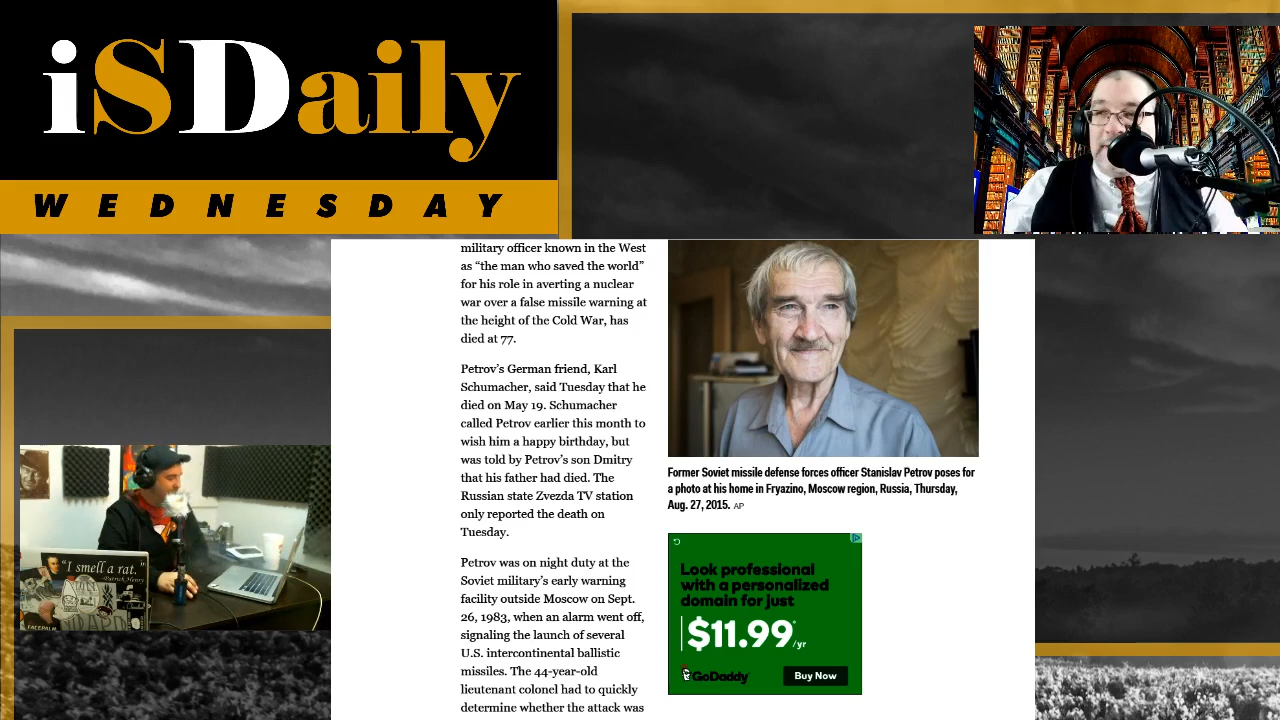 iSDaily
WEDNESDAY
military officer known in the West
as “the man who saved the world”
for his role in averting a nuclear
war over a false missile warning at
the height of the Cold War, has
died at 77.
Petrov’s German friend, Karl
Schumacher, said Tuesday that he
died on May 19. Schumacher
called Petrov earlier this month to
wish him a happy birthday, but
was told by Petrov’s son Dmitry
that his father had died. The
Russian state Zvezda TV station
only reported the death on
Tuesday.
Petrov was on night duty at the
Soviet military’s early warning
facility outside Moscow on Sept.
26, 1983, when an alarm went off,
signaling the launch of several
U.S. intercontinental ballistic
missiles. The 44-year-old
lieutenant colonel had to quickly
determine whether the attack was
Former Soviet missile defense forces officer Stanislav Petrov poses for
a photo at his home in Fryazino, Moscow region, Russia, Thursday,
Aug. 27, 2015. AP
Look professional
with a personalized
domain for just
$11.99*/yr
GoDaddy
Buy Now
"I smell a rat."
-Patrick Henry
FACEPALM